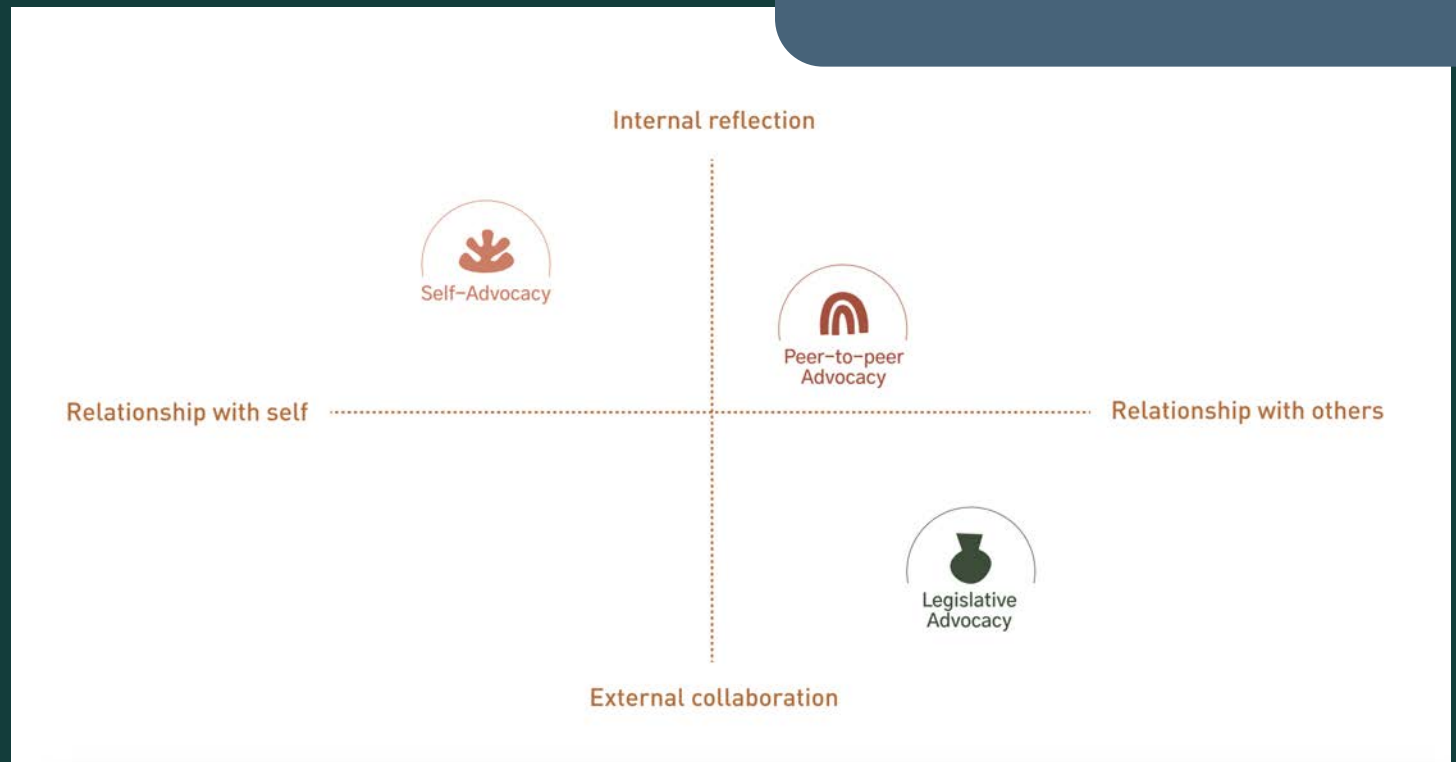 Internal reflection
Self-Advocacy
Peer-to-peer
Advocacy
Relationship with self
Relationship with others
Legislative
Advocacy
External collaboration